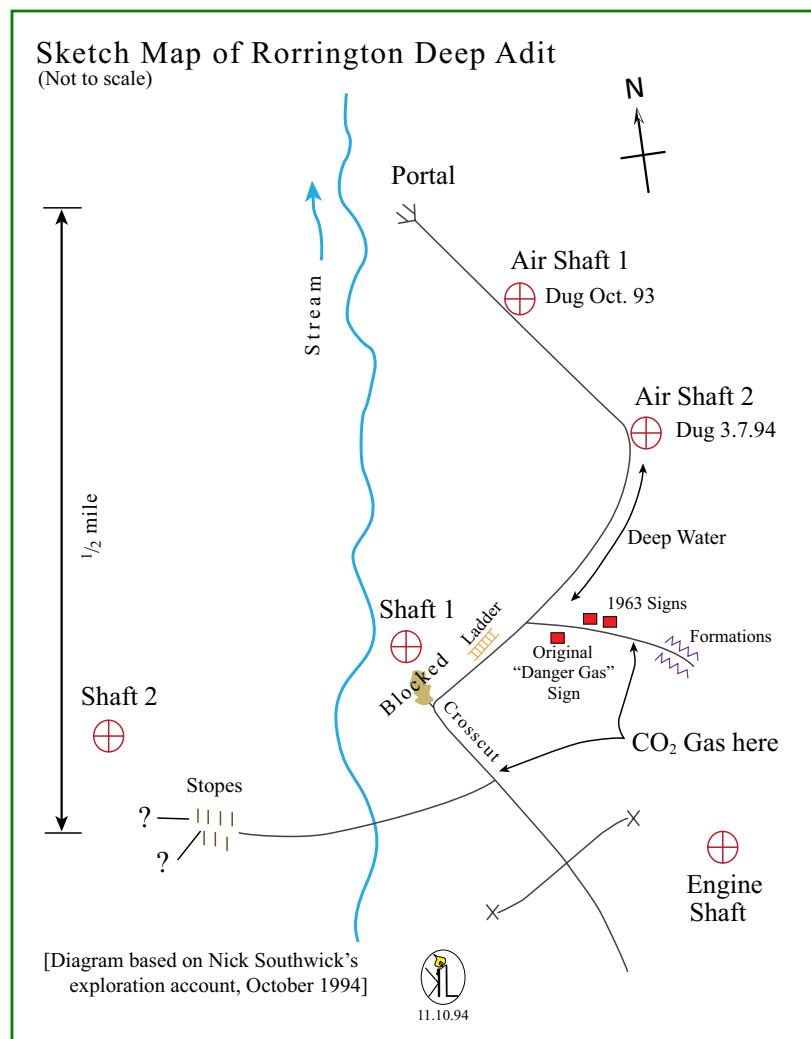 Sketch Map of Rorrington Deep Adit
(Not to scale)
N
Portal
Stream
Air Shaft 1
Dug Oct. 93
Air Shaft 2
Dug 3.7.94
1/2 mile
Deep Water
1963 Signs
Shaft 1
Ladder
Formations
Original
“Danger Gas”
Sign
Blocked
Shaft 2
Crosscut
CO2 Gas here
Stopes
?
?
X
X
Engine
Shaft
[Diagram based on Nick Southwick’s
exploration account, October 1994]
11.10.94